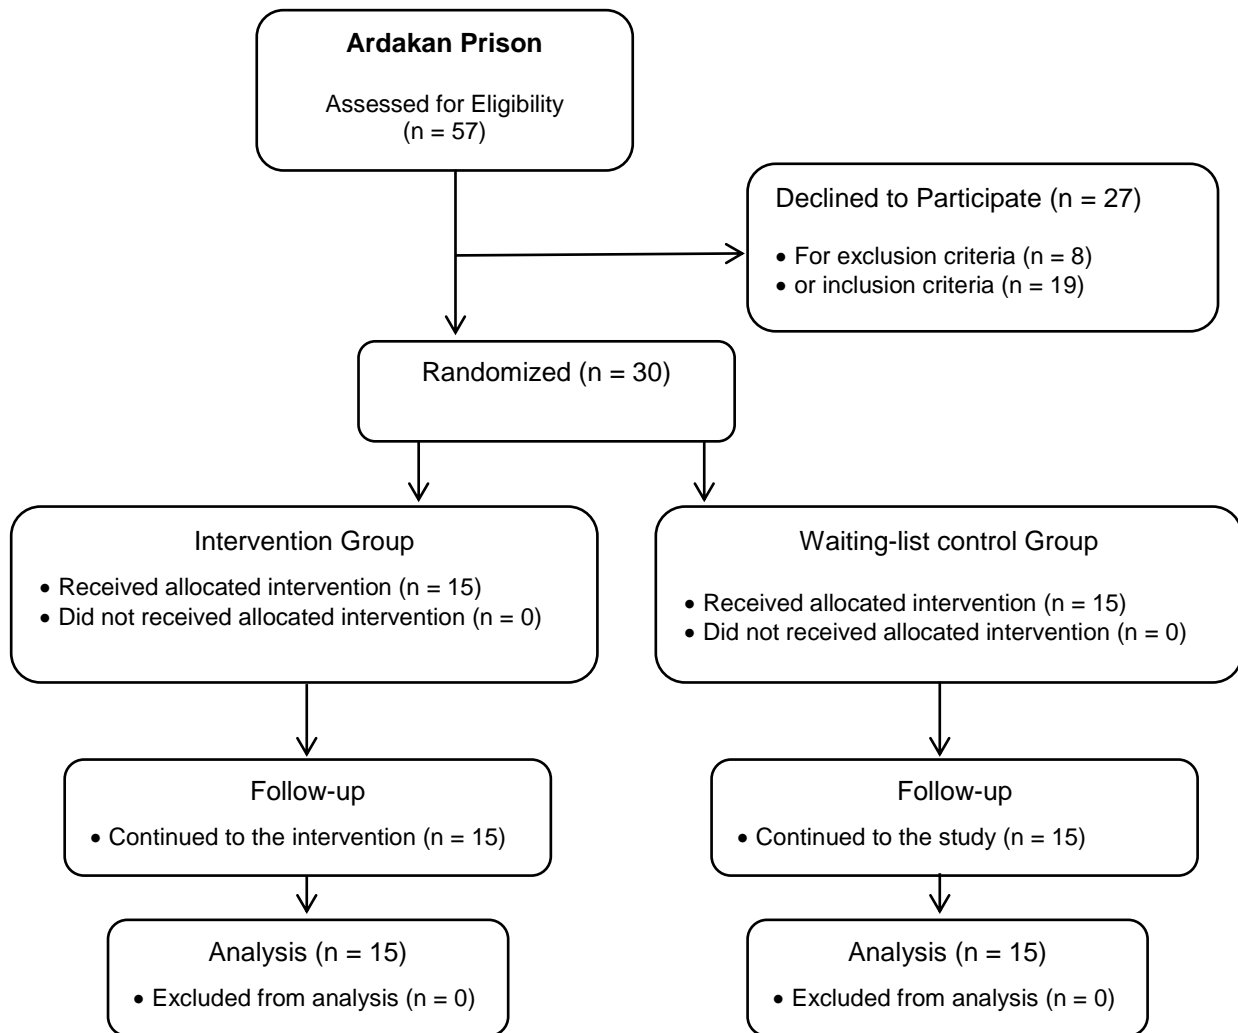 Ardakan Prison
Assessed for Eligibility
(n = 57)
Declined to Participate (n = 27)
• For exclusion criteria (n = 8)
• or inclusion criteria (n = 19)
Randomized (n = 30)
Intervention Group
• Received allocated intervention (n = 15)
• Did not received allocated intervention (n = 0)
Waiting-list control Group
• Received allocated intervention (n = 15)
• Did not received allocated intervention (n = 0)
Follow-up
• Continued to the intervention (n = 15)
Follow-up
• Continued to the study (n = 15)
Analysis (n = 15)
• Excluded from analysis (n = 0)
Analysis (n = 15)
• Excluded from analysis (n = 0)